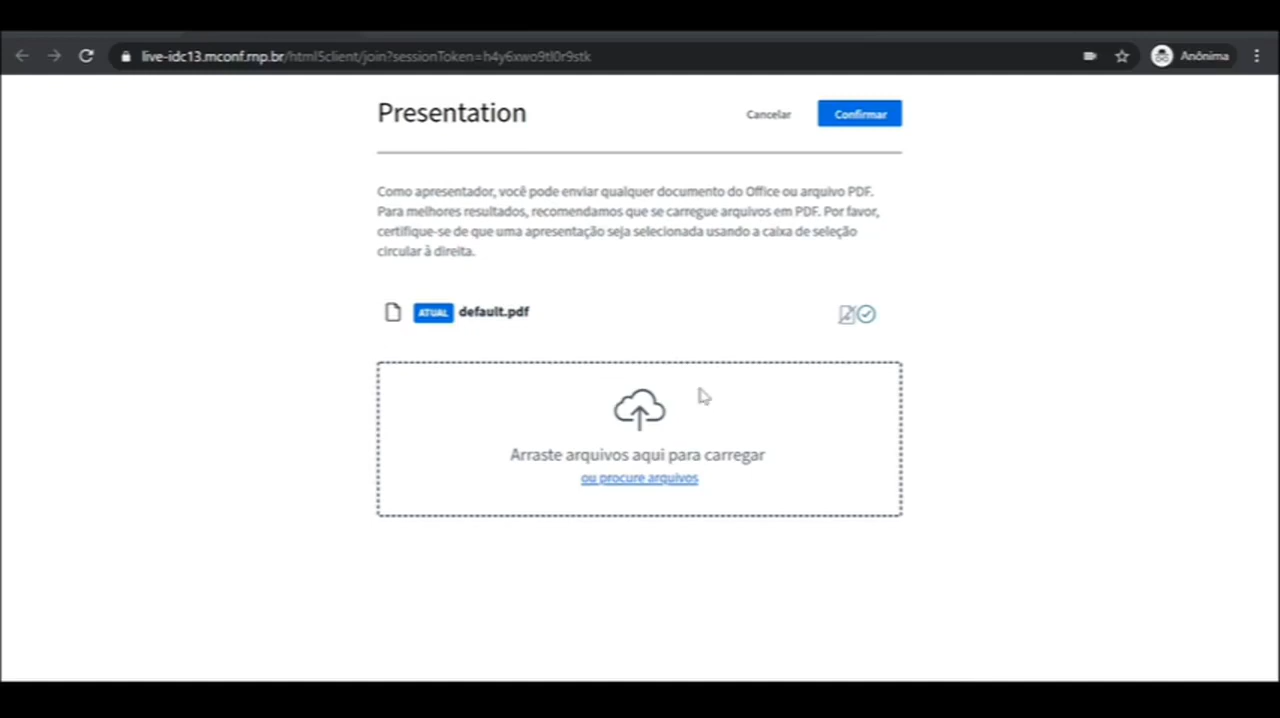 live-idc13.mconf.rnp.br/html5client/join?sessionToken=h4y6xwo9tl0r9stk
Anônima
Presentation
Cancelar
Confirmar
Como apresentador, você pode enviar qualquer documento do Office ou arquivo PDF.
Para melhores resultados, recomendamos que se carregue arquivos em PDF. Por favor,
certifique-se de que uma apresentação seja selecionada usando a caixa de seleção
circular à direita.
ATUAL default.pdf
Arraste arquivos aqui para carregar
ou procure arquivos